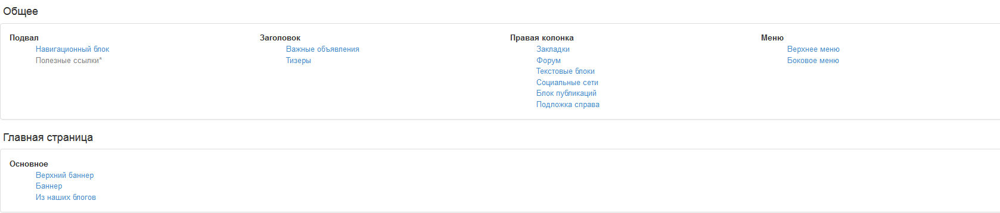 Общее
Подвал
Навигационный блок
Полезные ссылки*
Заголовок
Важные объявления
Тизеры
Правая колонка
Закладки
Форум
Текстовые блоки
Социальные сети
Блок публикаций
Подложка справа
Меню
Верхнее меню
Боковое меню
Главная страница
Основное
Верхний баннер
Баннер
Из наших блогов